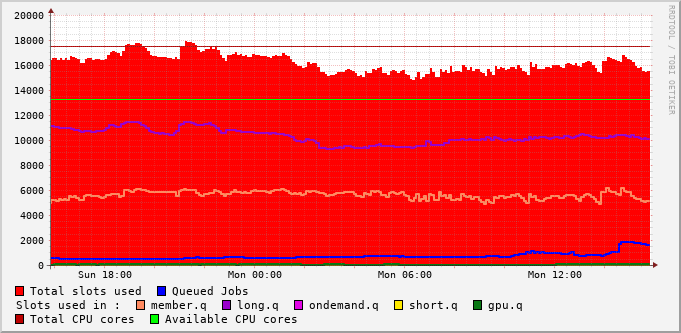 20000
18000
16000
14000
12000
10000
8000
6000
4000
2000
0
Sun 18:00 Mon 00:00 Mon 06:00 Mon 12:00
RRDTOOL / TOBI OETIKER
Total slots used Queued Jobs
Slots used in : member.q long.q ondemand.q short.q gpu.q
Total CPU cores Available CPU cores